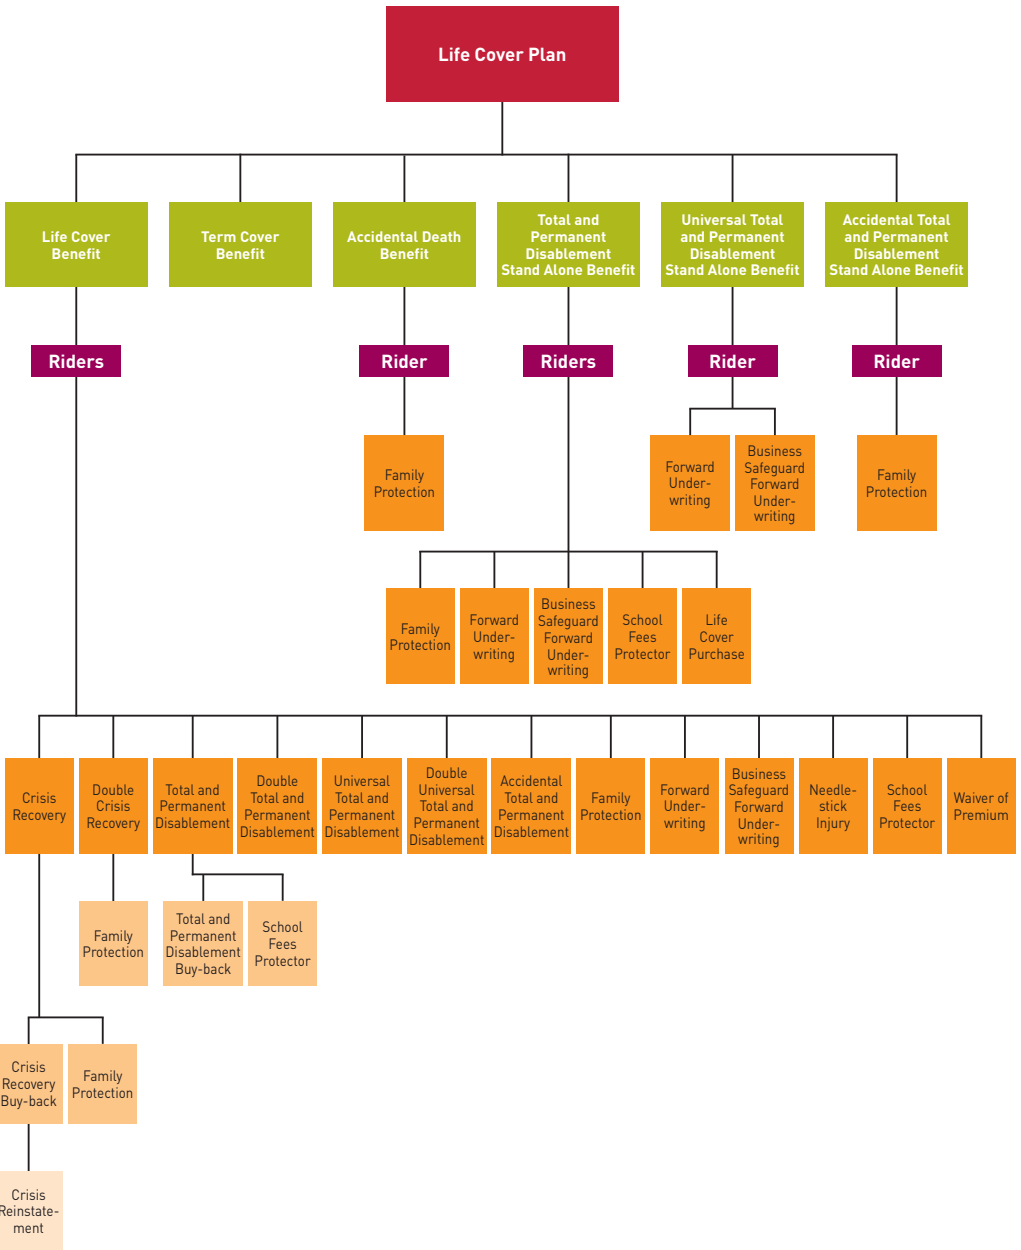 Life Cover Plan
Life Cover
Benefit
Term Cover
Benefit
Accidental Death
Benefit
Total and
Permanent
Disablement
Stand Alone Benefit
Universal Total
and Permanent
Disablement
Stand Alone Benefit
Accidental Total
and Permanent
Disablement
Stand Alone Benefit
Riders
Rider
Riders
Rider
Rider
Family
Protection
Forward
Under-
writing
Business
Safeguard
Forward
Under-
writing
Family
Protection
Family
Protection
Forward
Under-
writing
Business
Safeguard
Forward
Under-
writing
School
Fees
Protector
Life
Cover
Purchase
Crisis
Recovery
Double
Crisis
Recovery
Total and
Permanent
Disablement
Double
Total and
Permanent
Disablement
Universal
Total and
Permanent
Disablement
Double
Universal
Total and
Permanent
Disablement
Accidental
Total and
Permanent
Disablement
Family
Protection
Forward
Under-
writing
Business
Safeguard
Forward
Under-
writing
Needle-
stick
Injury
School
Fees
Protector
Waiver of
Premium
Family
Protection
Total and
Permanent
Disablement
Buy-back
School
Fees
Protector
Crisis
Recovery
Buy-back
Family
Protection
Crisis
Reinstate-
ment